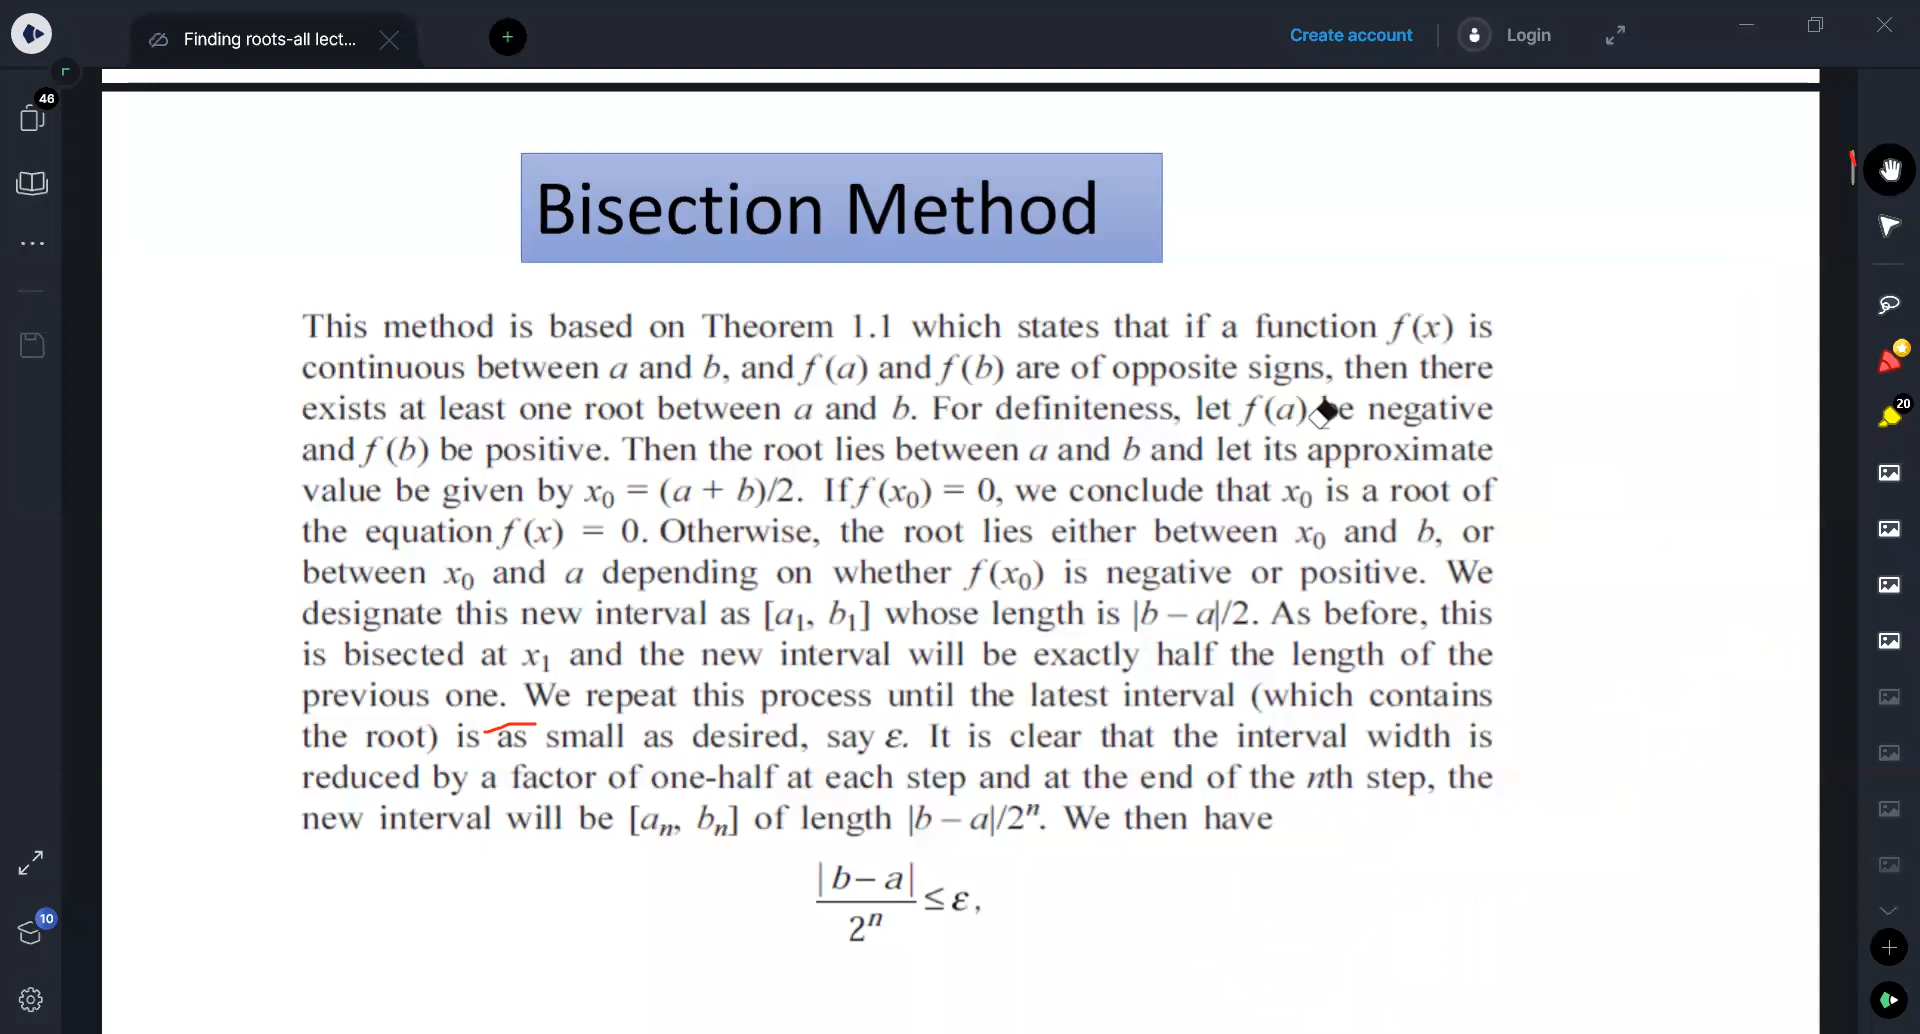 Finding roots-all lect...
Create account
Login
46
Bisection Method
This method is based on Theorem 1.1 which states that if a function f(x) is
continuous between a and b, and f(a) and f(b) are of opposite signs, then there
exists at least one root between a and b. For definiteness, let f(a) be negative
and f(b) be positive. Then the root lies between a and b and let its approximate
value be given by x₀ = (a + b)/2. If f(x₀) = 0, we conclude that x₀ is a root of
the equation f(x) = 0. Otherwise, the root lies either between x₀ and b, or
between x₀ and a depending on whether f(x₀) is negative or positive. We
designate this new interval as [a₁, b₁] whose length is |b – a|/2. As before, this
is bisected at x₁ and the new interval will be exactly half the length of the
previous one. We repeat this process until the latest interval (which contains
the root) is as small as desired, say ε. It is clear that the interval width is
reduced by a factor of one-half at each step and at the end of the nth step, the
new interval will be [aₙ, bₙ] of length |b – a|/2ⁿ. We then have
|b – a|
2ⁿ ≤ ε,
20
10